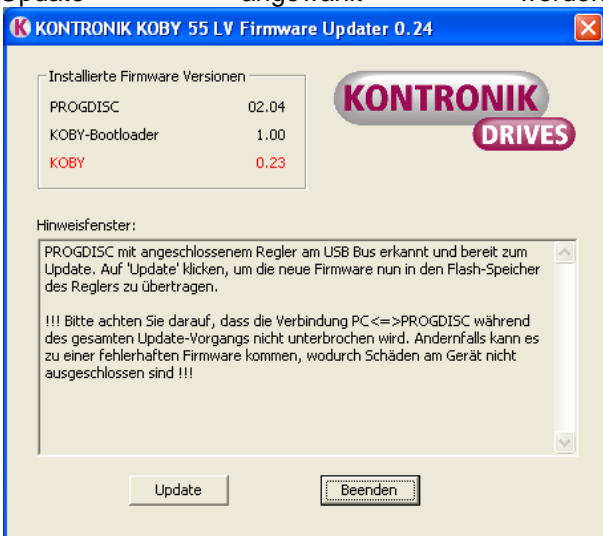 Update angewählt werden
KONTRONIK KOBY 55 LV Firmware Updater 0.24
Installierte Firmware Versionen
PROGDISC 02.04
KOBY-Bootloader 1.00
KOBY 0.23
KONTRONIK
DRIVES
Hinweisfenster:
PROGDISC mit angeschlossenem Regler am USB Bus erkannt und bereit zum
Update. Auf 'Update' klicken, um die neue Firmware nun in den Flash-Speicher
des Reglers zu übertragen.
!!! Bitte achten Sie darauf, dass die Verbindung PC<=>PROGDISC während
des gesamten Update-Vorgangs nicht unterbrochen wird. Andernfalls kann es
zu einer fehlerhaften Firmware kommen, wodurch Schäden am Gerät nicht
ausgeschlossen sind !!!
Update Beenden